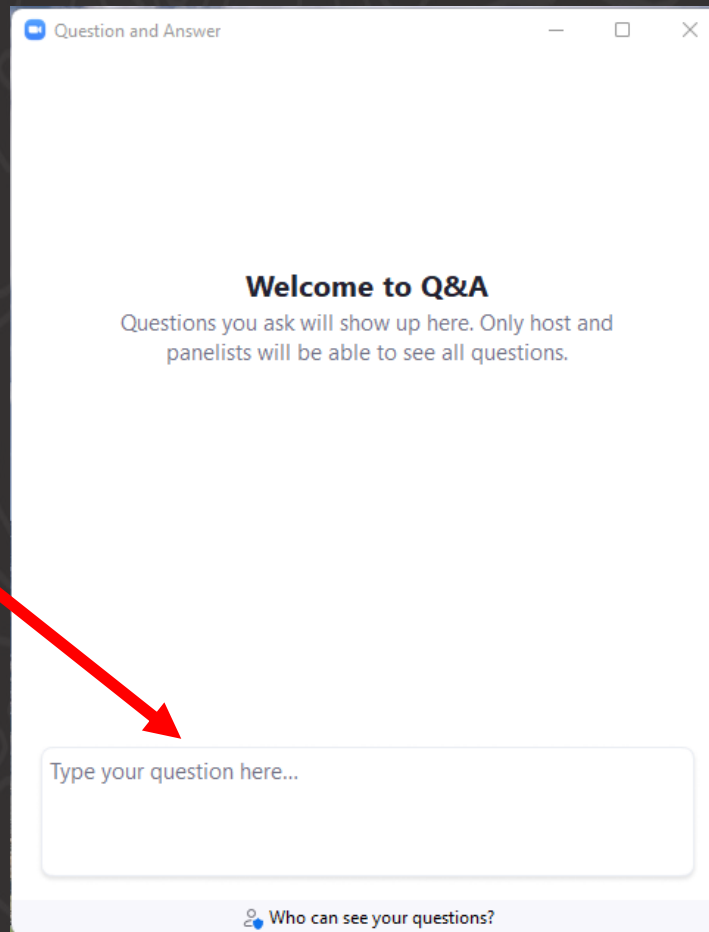 Question and Answer
Welcome to Q&A
Questions you ask will show up here. Only host and
panelists will be able to see all questions.
Type your question here...
Who can see your questions?